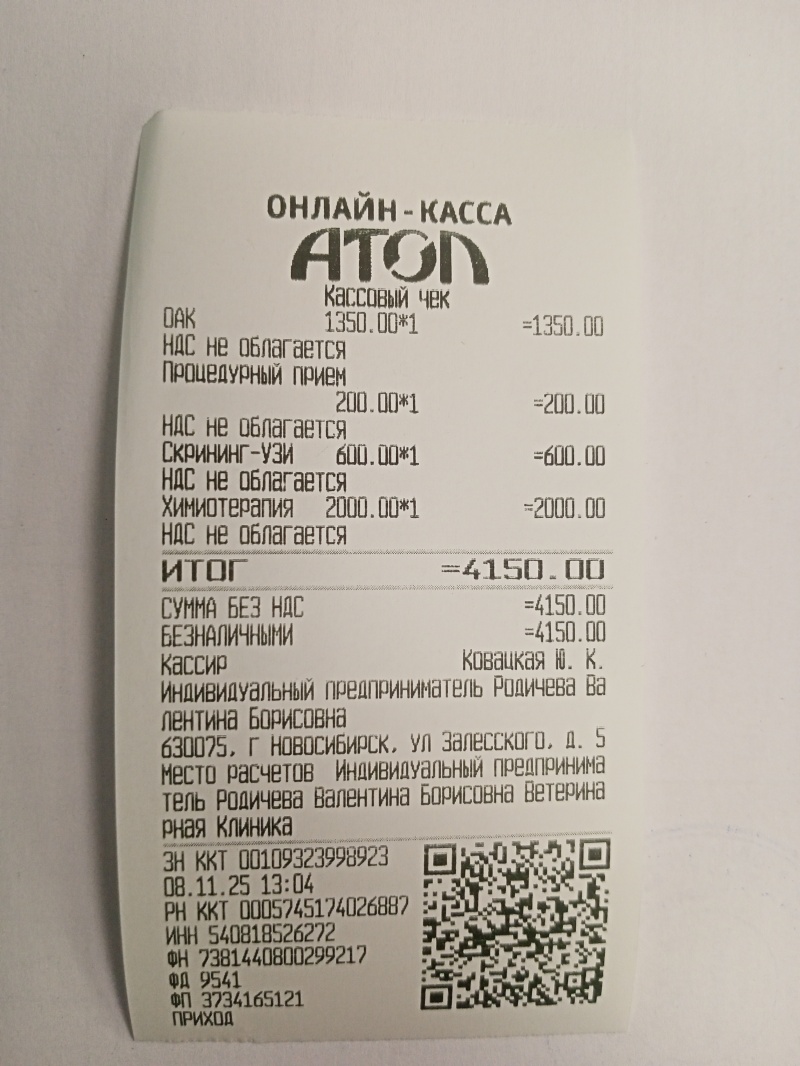 ОНЛАЙН-КАССА
АТОЛ
Кассовый чек
ОАК 1350.00*1 =1350.00
НДС не облагается
Процедурный прием
200.00*1 =200.00
НДС не облагается
Скрининг-УЗИ 600.00*1 =600.00
НДС не облагается
Химиотерапия 2000.00*1 =2000.00
НДС не облагается
ИТОГ =4150.00
СУММА БЕЗ НДС =4150.00
БЕЗНАЛИЧНЫМИ =4150.00
Кассир Ковацкая Ю. К.
Индивидуальный предприниматель Родичева Ва
лентина Борисовна
630075, г Новосибирск, ул Залесского, д. 5
Место расчетов Индивидуальный предпринима
тель Родичева Валентина Борисовна Ветерина
рная Клиника
ЗН ККТ 00109323998923
08.11.25 13:04
РН ККТ 0005745174026887
ИНН 540818526272
ФН 7381440800299217
ФД 9541
ФП 3734165121
ПРИХОД